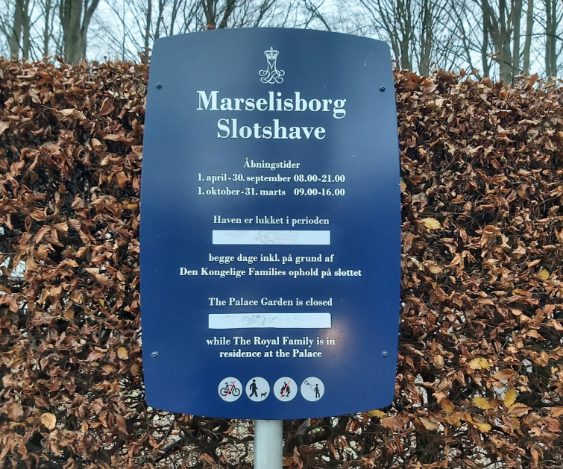 Marselisborg
Slotshave
Åbningstider
1. april - 30. september 08.00-21.00
1. oktober - 31. marts 09.00-16.00
Haven er lukket i perioden
begge dage inkl. på grund af
Den Kongelige Families ophold på slottet
The Palace Garden is closed
while The Royal Family is in
residence at the Palace